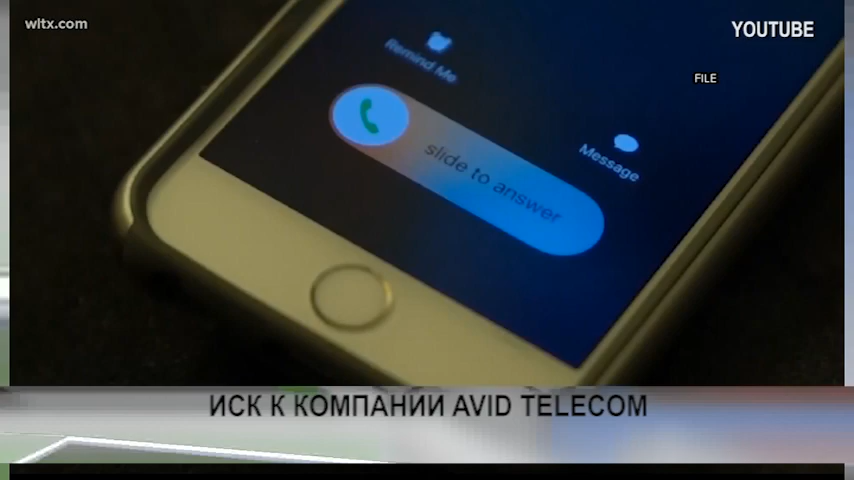 wltx.com
YOUTUBE
FILE
Remind Me
Message
slide to answer
ИСК К КОМПАНИИ AVID TELECOM